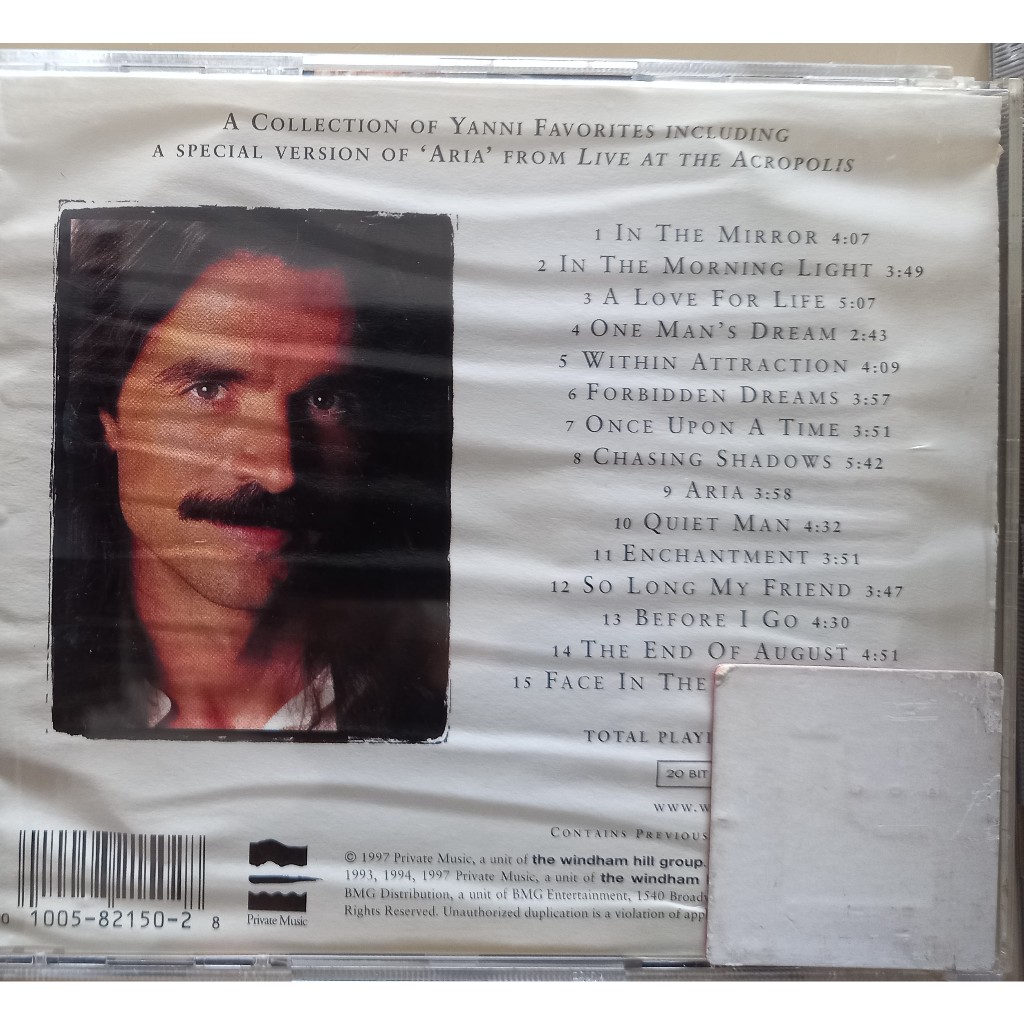 A COLLECTION OF YANNI FAVORITES INCLUDING
A SPECIAL VERSION OF ‘ARIA’ FROM LIVE AT THE ACROPOLIS
1 IN THE MIRROR 4:07
2 IN THE MORNING LIGHT 3:49
3 A LOVE FOR LIFE 5:07
4 ONE MAN’S DREAM 2:43
5 WITHIN ATTRACTION 4:09
6 FORBIDDEN DREAMS 3:57
7 ONCE UPON A TIME 3:51
8 CHASING SHADOWS 5:42
9 ARIA 3:58
10 QUIET MAN 4:32
11 ENCHANTMENT 3:51
12 SO LONG MY FRIEND 3:47
13 BEFORE I GO 4:30
14 THE END OF AUGUST 4:51
15 FACE IN THE
TOTAL
20 BIT
CONTAINS
© 1997 Private Music, a unit of the windham hill group.
1993, 1994, 1997 Private Music, a unit of the windham
BMG Distribution, a unit of BMG Entertainment, 1540
Rights Reserved. Unauthorized duplication is a violation of
Private Music
0 1005-82150-2 8